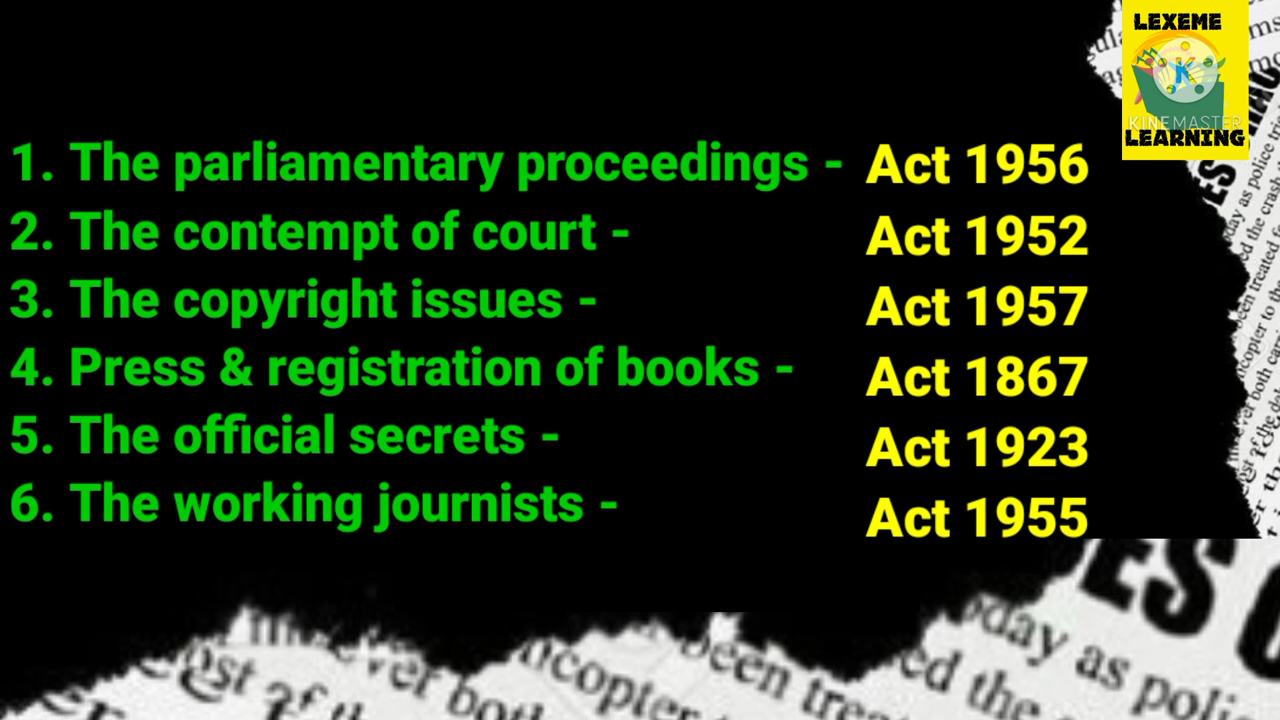 LEXEME
KINEMASTER
LEARNING
1. The parliamentary proceedings - Act 1956
2. The contempt of court - Act 1952
3. The copyright issues - Act 1957
4. Press & registration of books - Act 1867
5. The official secrets - Act 1923
6. The working journists - Act 1955